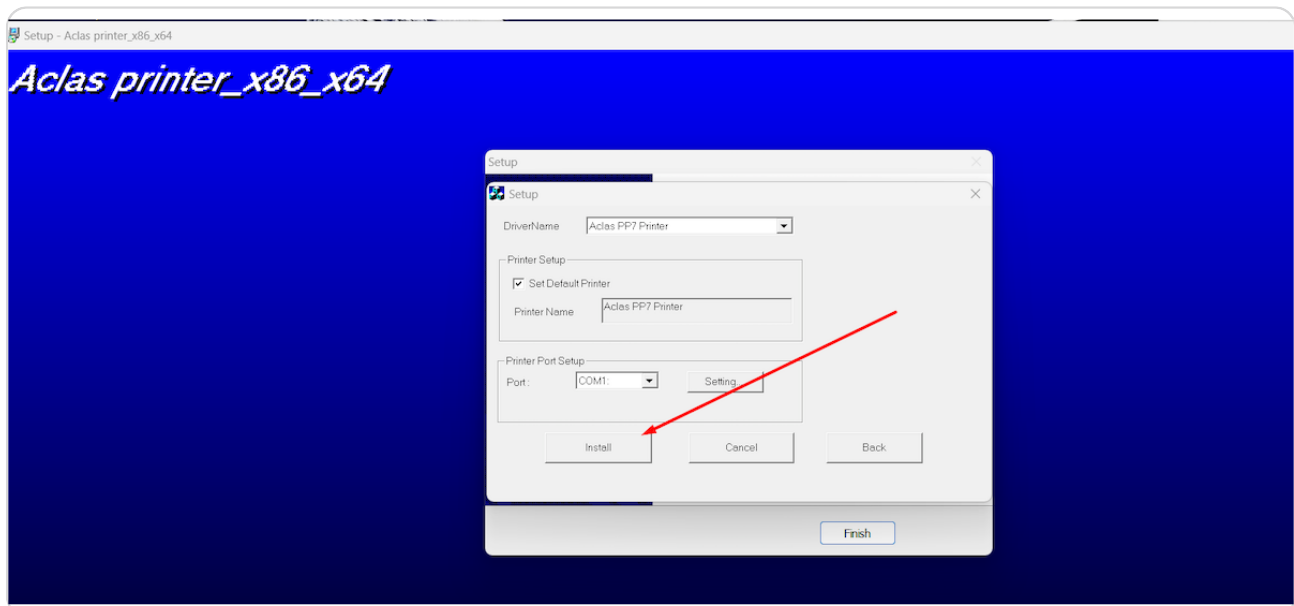 Setup - Aclas printer_x86_x64
Aclas printer_x86_x64
Setup
Setup
DriverName Aclas PP7 Printer
Printer Setup
Set Default Printer
Printer Name Aclas PP7 Printer
Printer Port Setup
Port: COM1: Setting...
Install Cancel Back
Finish